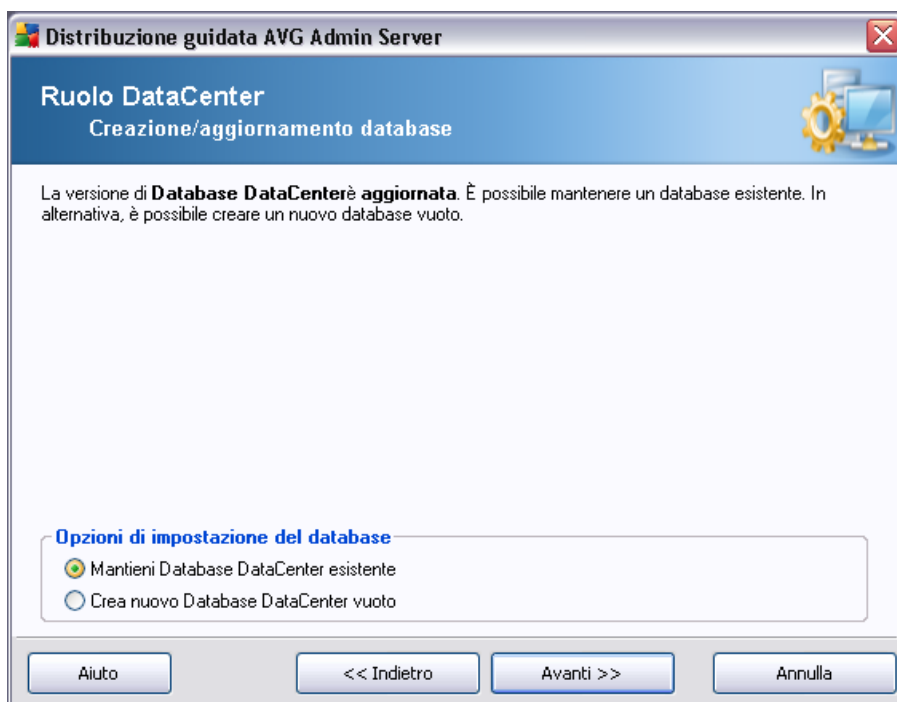 Distribuzione guidata AVG Admin Server
Ruolo DataCenter
Creazione/aggiornamento database
La versione di Database DataCenterè aggiornata. È possibile mantenere un database esistente. In
alternativa, è possibile creare un nuovo database vuoto.
Opzioni di impostazione del database
Mantieni Database DataCenter esistente
Crea nuovo Database DataCenter vuoto
Aiuto
<< Indietro
Avanti >>
Annulla